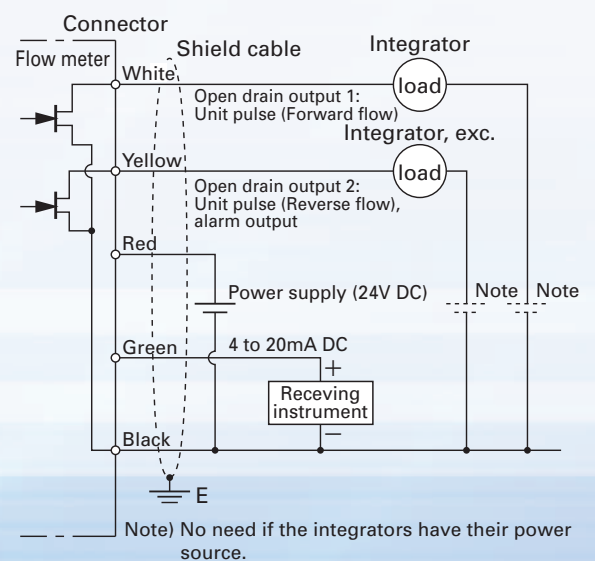 Connector
Flow meter
Shield cable
Integrator
White
load
Open drain output 1:
Unit pulse (Forward flow)
Integrator, exc.
Yellow
load
Open drain output 2:
Unit pulse (Reverse flow),
alarm output
Red
Power supply (24V DC)
Note
Note
Green
4 to 20mA DC
+
Receving
instrument
−
Black
E
Note) No need if the integrators have their power
source.